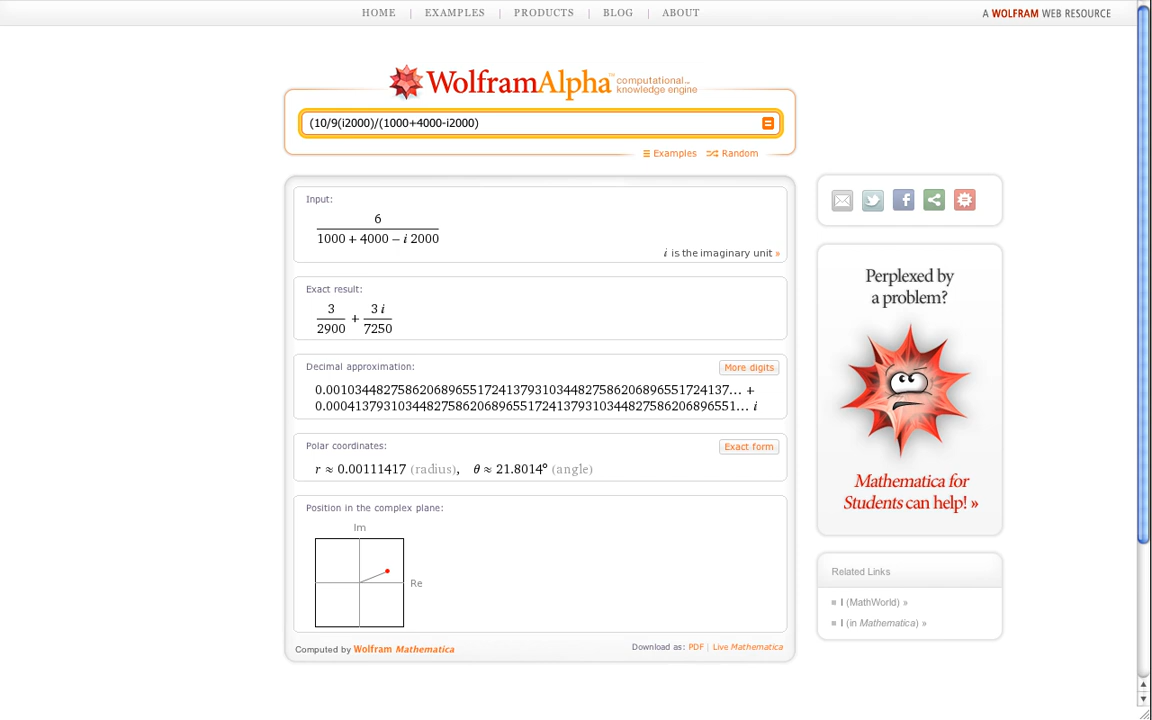 HOME | EXAMPLES | PRODUCTS | BLOG | ABOUT
A WOLFRAM WEB RESOURCE
WolframAlpha™ computational... knowledge engine
(10/9(i2000)/(1000+4000-i2000)
Examples Random
Input:
6
1000 + 4000 − i 2000
i is the imaginary unit »
Exact result:
3/2900 + 3 i/7250
Decimal approximation:
More digits
0.0010344827586206896551724137931034482758620689655172413​7... +
0.0004137931034482758620689655172413793103448275862068965​51... i
Polar coordinates:
Exact form
r ≈ 0.00111417 (radius), θ ≈ 21.8014° (angle)
Position in the complex plane:
Im
Re
Computed by Wolfram Mathematica
Download as: PDF | Live Mathematica
Perplexed by
a problem?
Mathematica for
Students can help! »
Related Links
I (MathWorld) »
I (in Mathematica) »